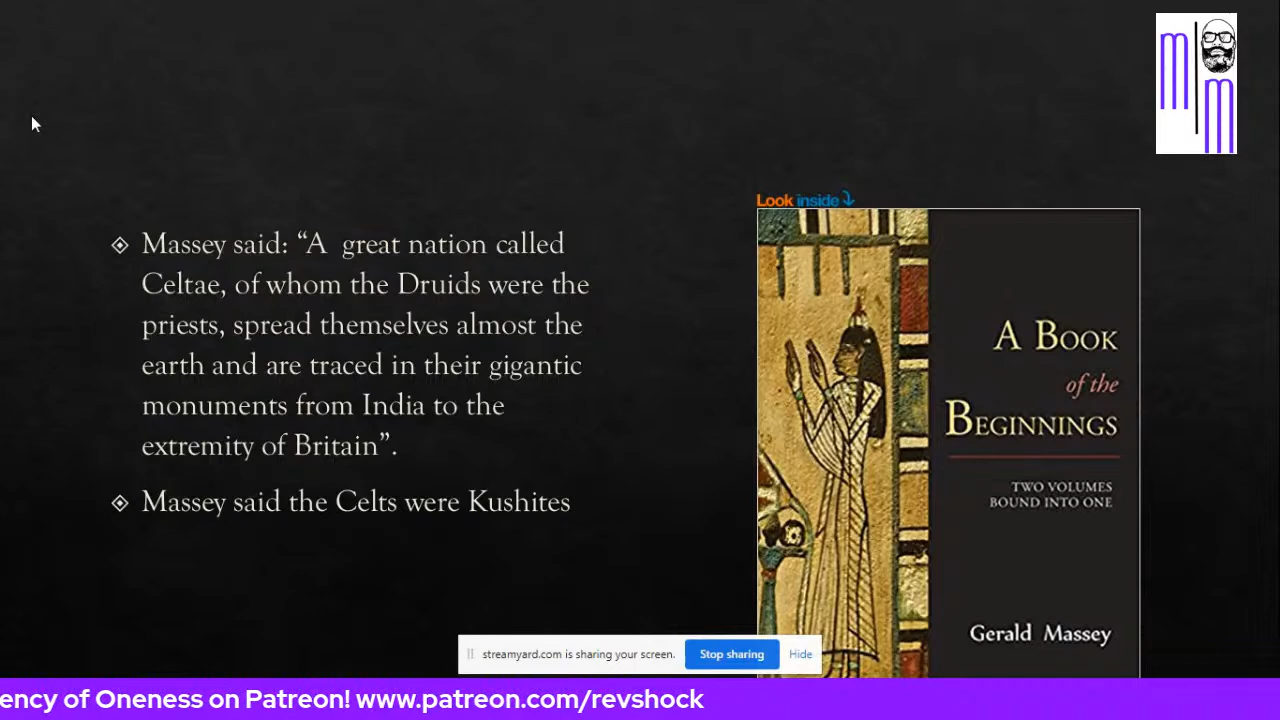 m
m
Look inside
Massey said: “A great nation called
Celtae, of whom the Druids were the
priests, spread themselves almost the
earth and are traced in their gigantic
monuments from India to the
extremity of Britain”.
Massey said the Celts were Kushites
A BOOK
of the
BEGINNINGS
TWO VOLUMES
BOUND INTO ONE
Gerald Massey
streamyard.com is sharing your screen. Stop sharing Hide
ency of Oneness on Patreon! www.patreon.com/revshock